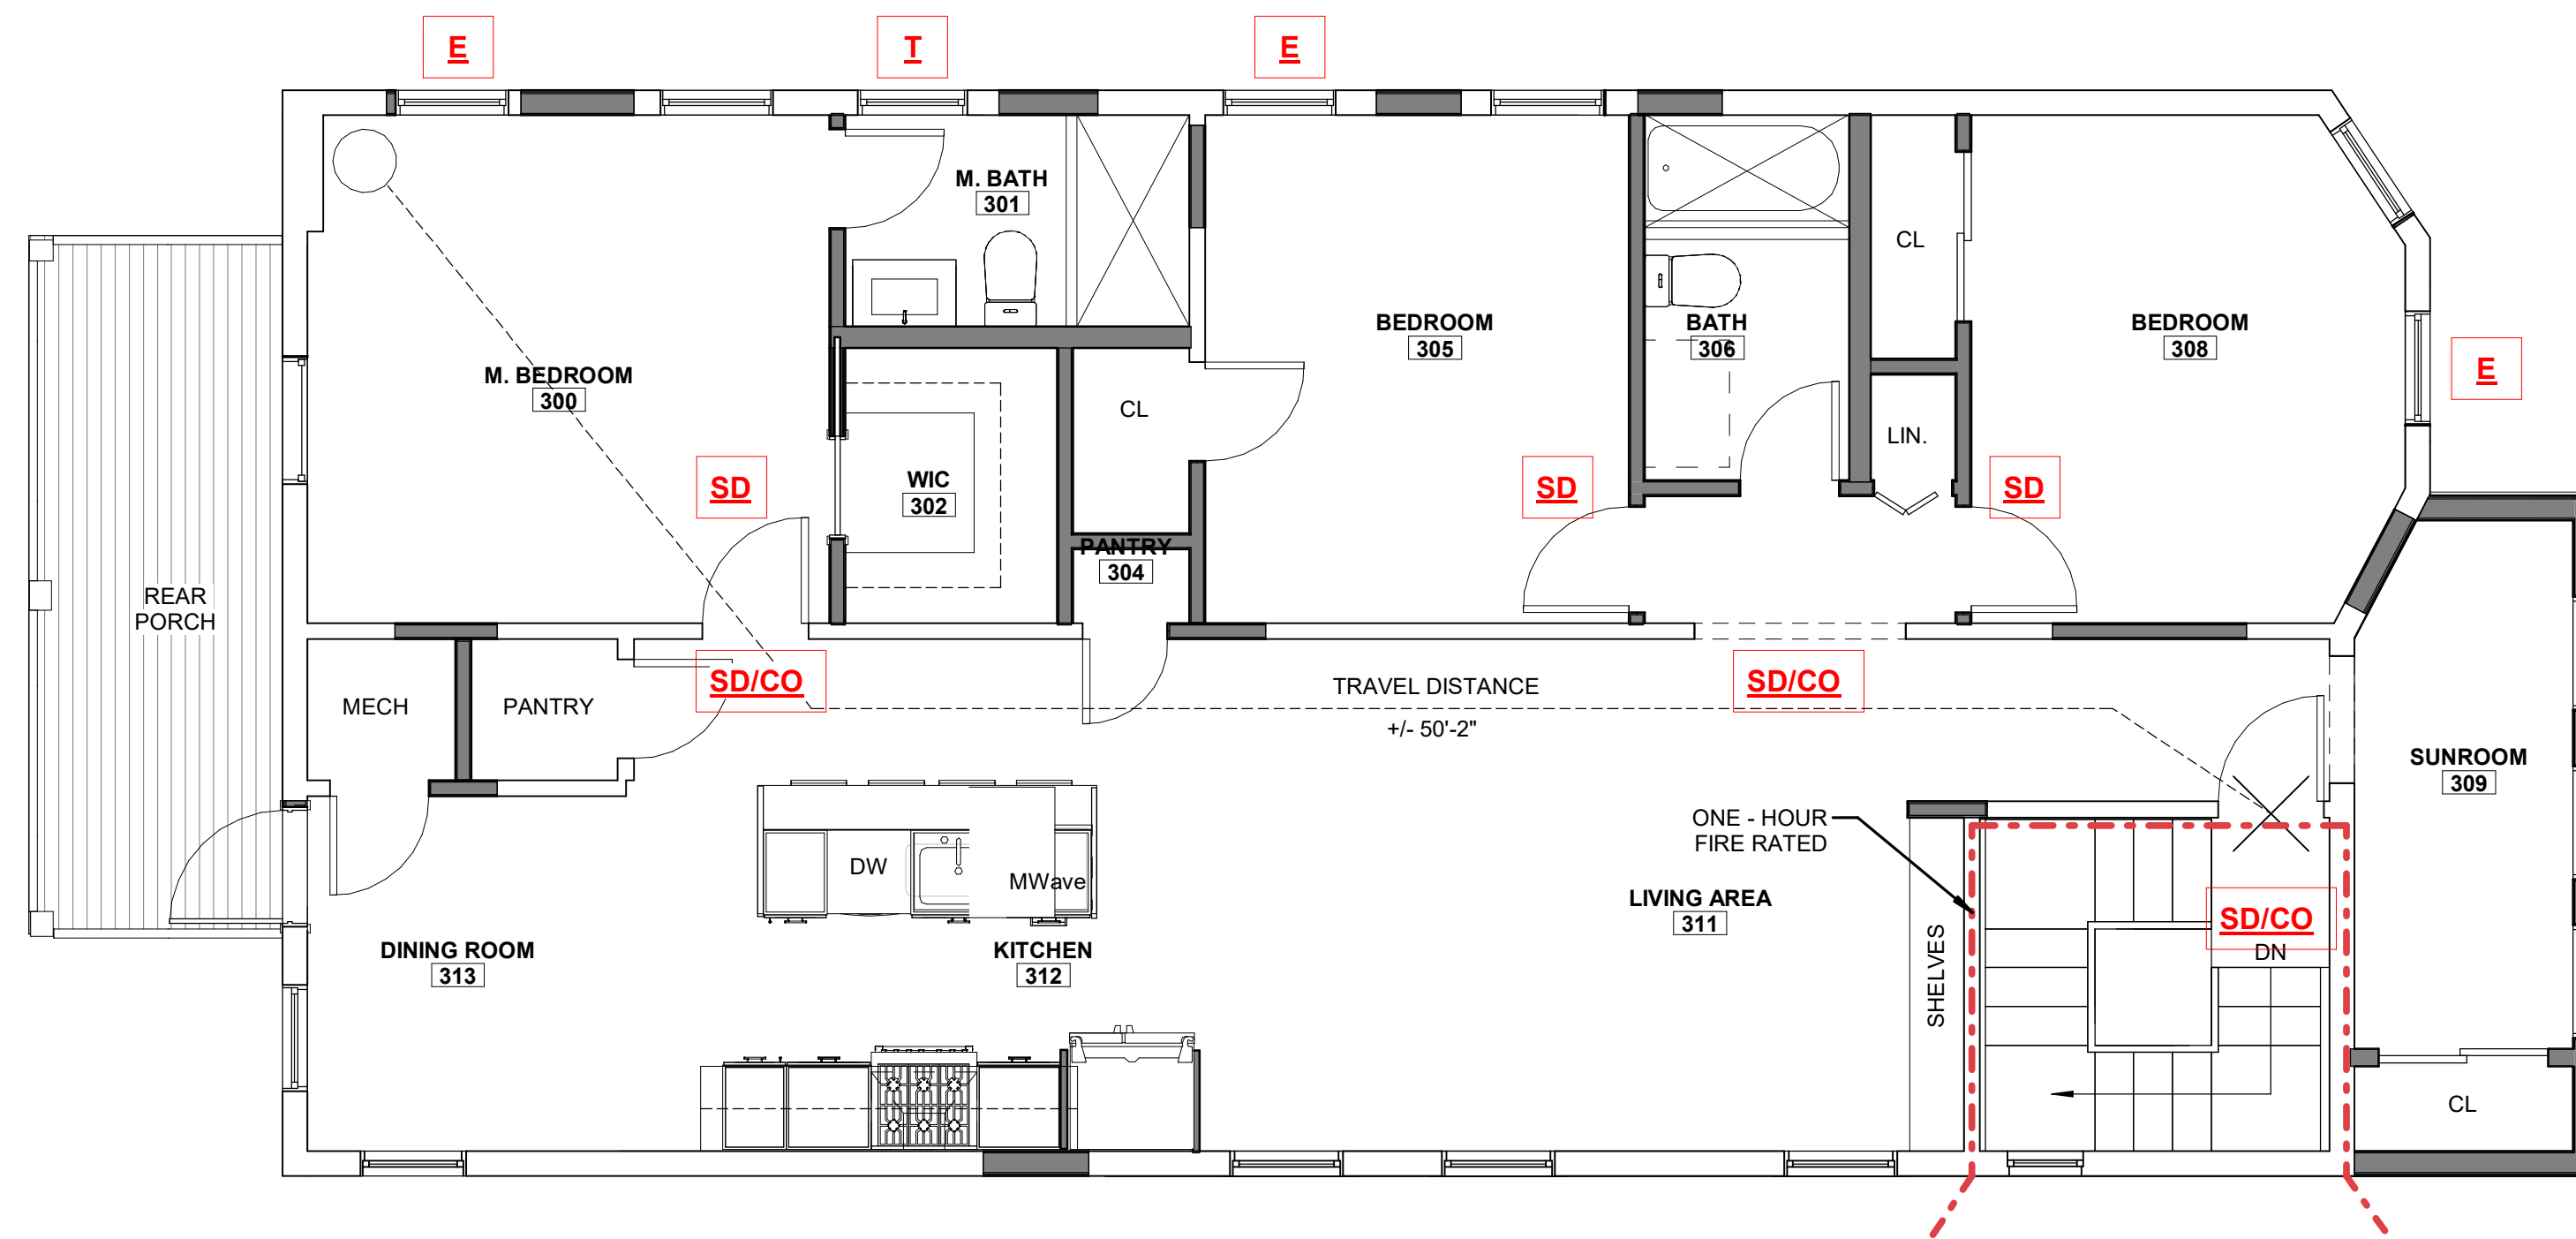 E
T
E
M. BATH
301
CL
BEDROOM
305
BATH
306
BEDROOM
308
E
M. BEDROOM
300
CL
LIN.
SD
WIC
302
SD
SD
PANTRY
304
REAR
PORCH
SD/CO
TRAVEL DISTANCE
SD/CO
MECH
PANTRY
+/- 50'-2"
SUNROOM
309
ONE - HOUR
FIRE RATED
DW
MWave
LIVING AREA
311
SD/CO
DINING ROOM
313
KITCHEN
312
SHELVES
DN
CL